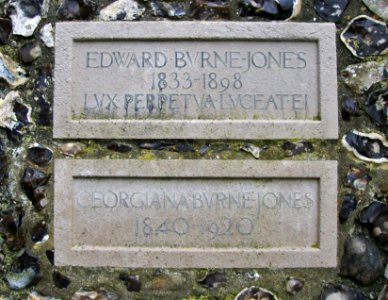 EDWARD BVRNE-JONES
1833-1898
LVX PERPETVA LVCEAT EI
GEORGIANA BVRNE-JONES
1840-1920